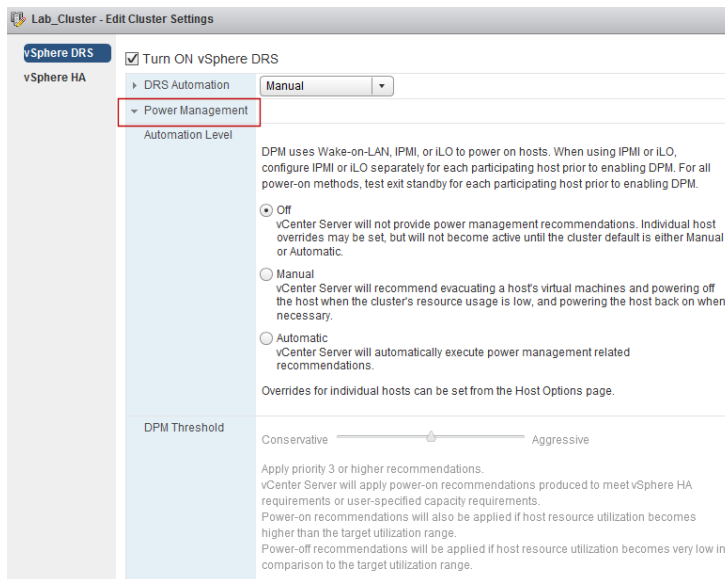 Lab_Cluster - Edit Cluster Settings
vSphere DRS
vSphere HA
Turn ON vSphere DRS
DRS Automation
Manual
Power Management
Automation Level
DPM uses Wake-on-LAN, IPMI, or iLO to power on hosts. When using IPMI or iLO,
configure IPMI or iLO separately for each participating host prior to enabling DPM. For all
power-on methods, test exit standby for each participating host prior to enabling DPM.
Off
vCenter Server will not provide power management recommendations. Individual host
overrides may be set, but will not become active until the cluster default is either Manual
or Automatic.
Manual
vCenter Server will recommend evacuating a host's virtual machines and powering off
the host when the cluster's resource usage is low, and powering the host back on when
necessary.
Automatic
vCenter Server will automatically execute power management related
recommendations.
Overrides for individual hosts can be set from the Host Options page.
DPM Threshold
Conservative
Aggressive
Apply priority 3 or higher recommendations.
vCenter Server will apply power-on recommendations produced to meet vSphere HA
requirements or user-specified capacity requirements.
Power-on recommendations will also be applied if host resource utilization becomes
higher than the target utilization range.
Power-off recommendations will be applied if host resource utilization becomes very low in
comparison to the target utilization range.